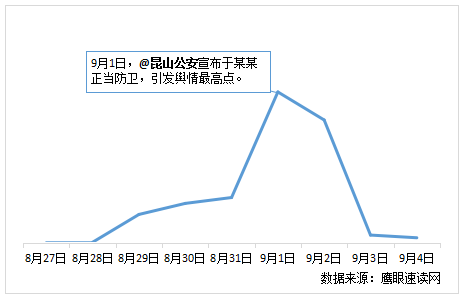 9月1日，@昆山公安宣布于某某
正当防卫，引发舆情最高点。
8月27日 8月28日 8月29日 8月30日 8月31日 9月1日 9月2日 9月3日 9月4日
数据来源：鹰眼速读网